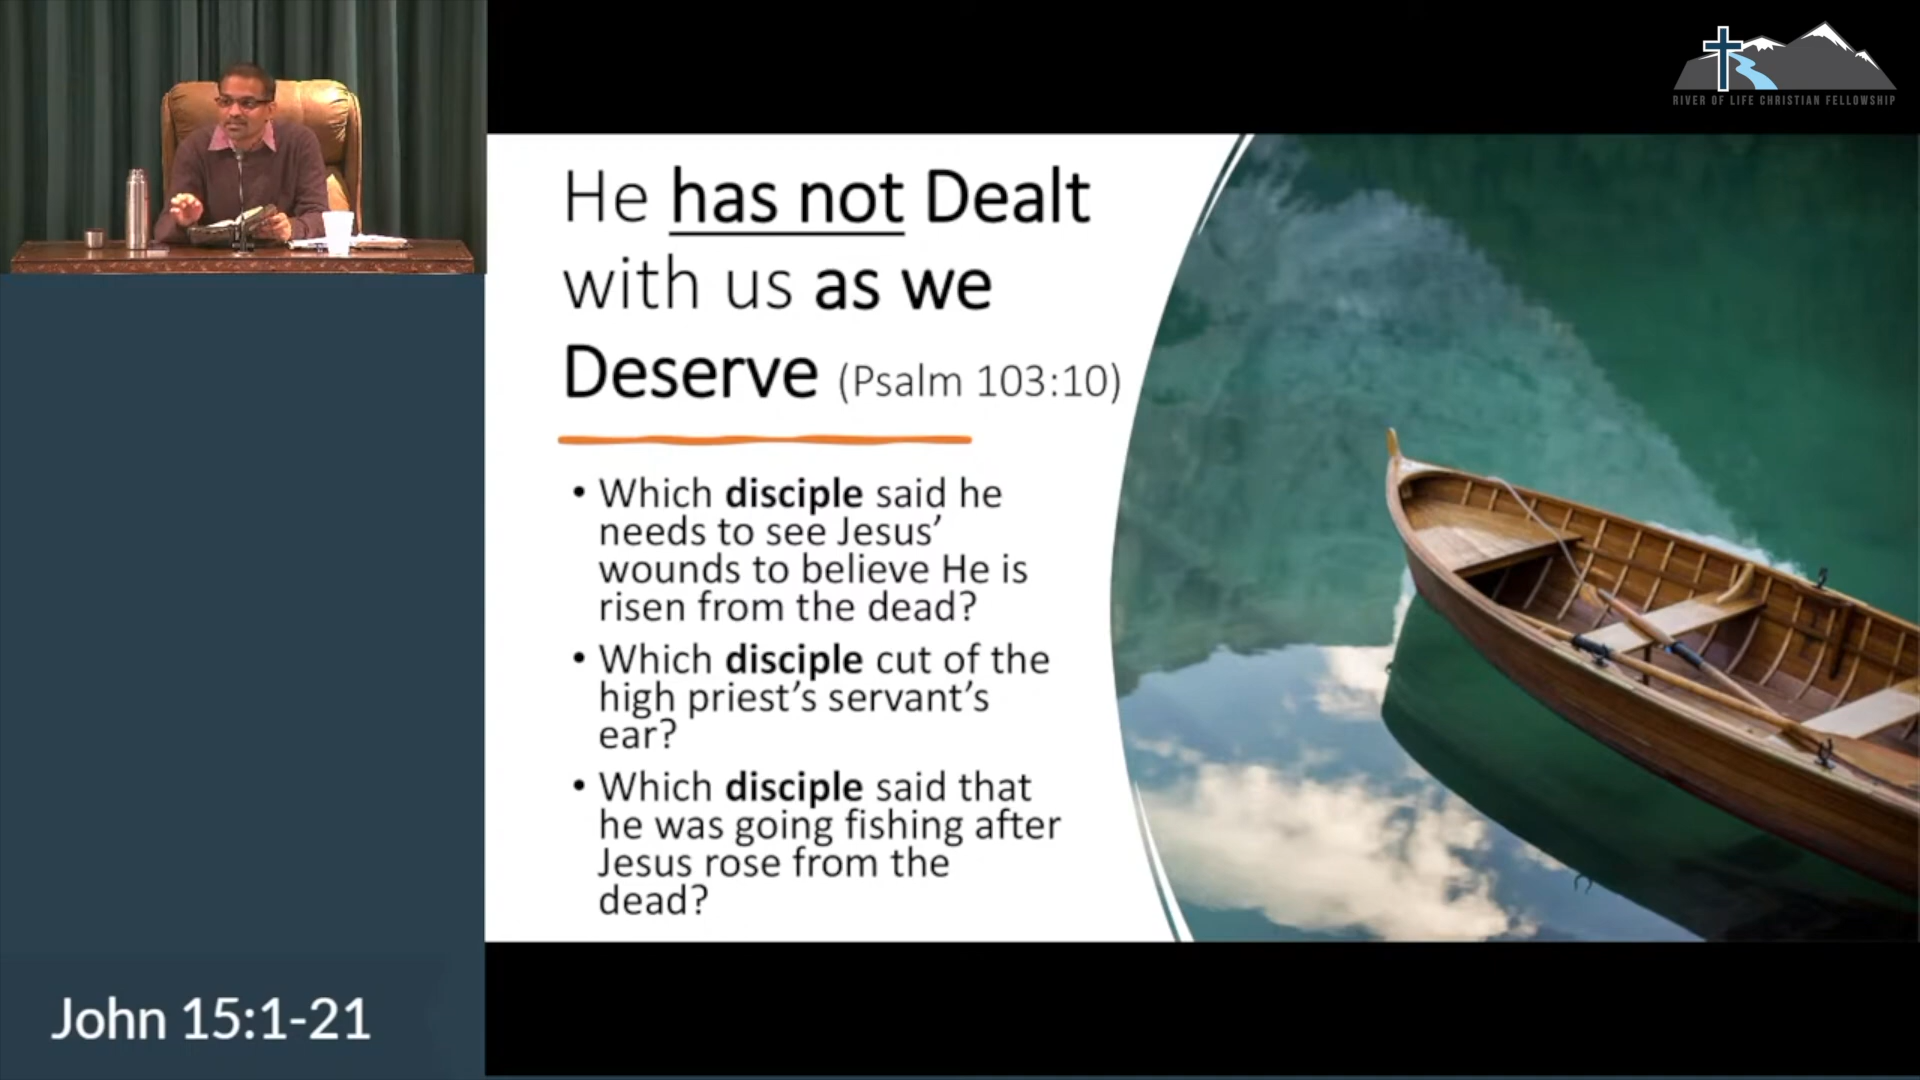 RIVER OF LIFE CHRISTIAN FELLOWSHIP
He has not Dealt
with us as we
Deserve (Psalm 103:10)
• Which disciple said he
needs to see Jesus’
wounds to believe He is
risen from the dead?
• Which disciple cut of the
high priest’s servant’s
ear?
• Which disciple said that
he was going fishing after
Jesus rose from the
dead?
John 15:1-21